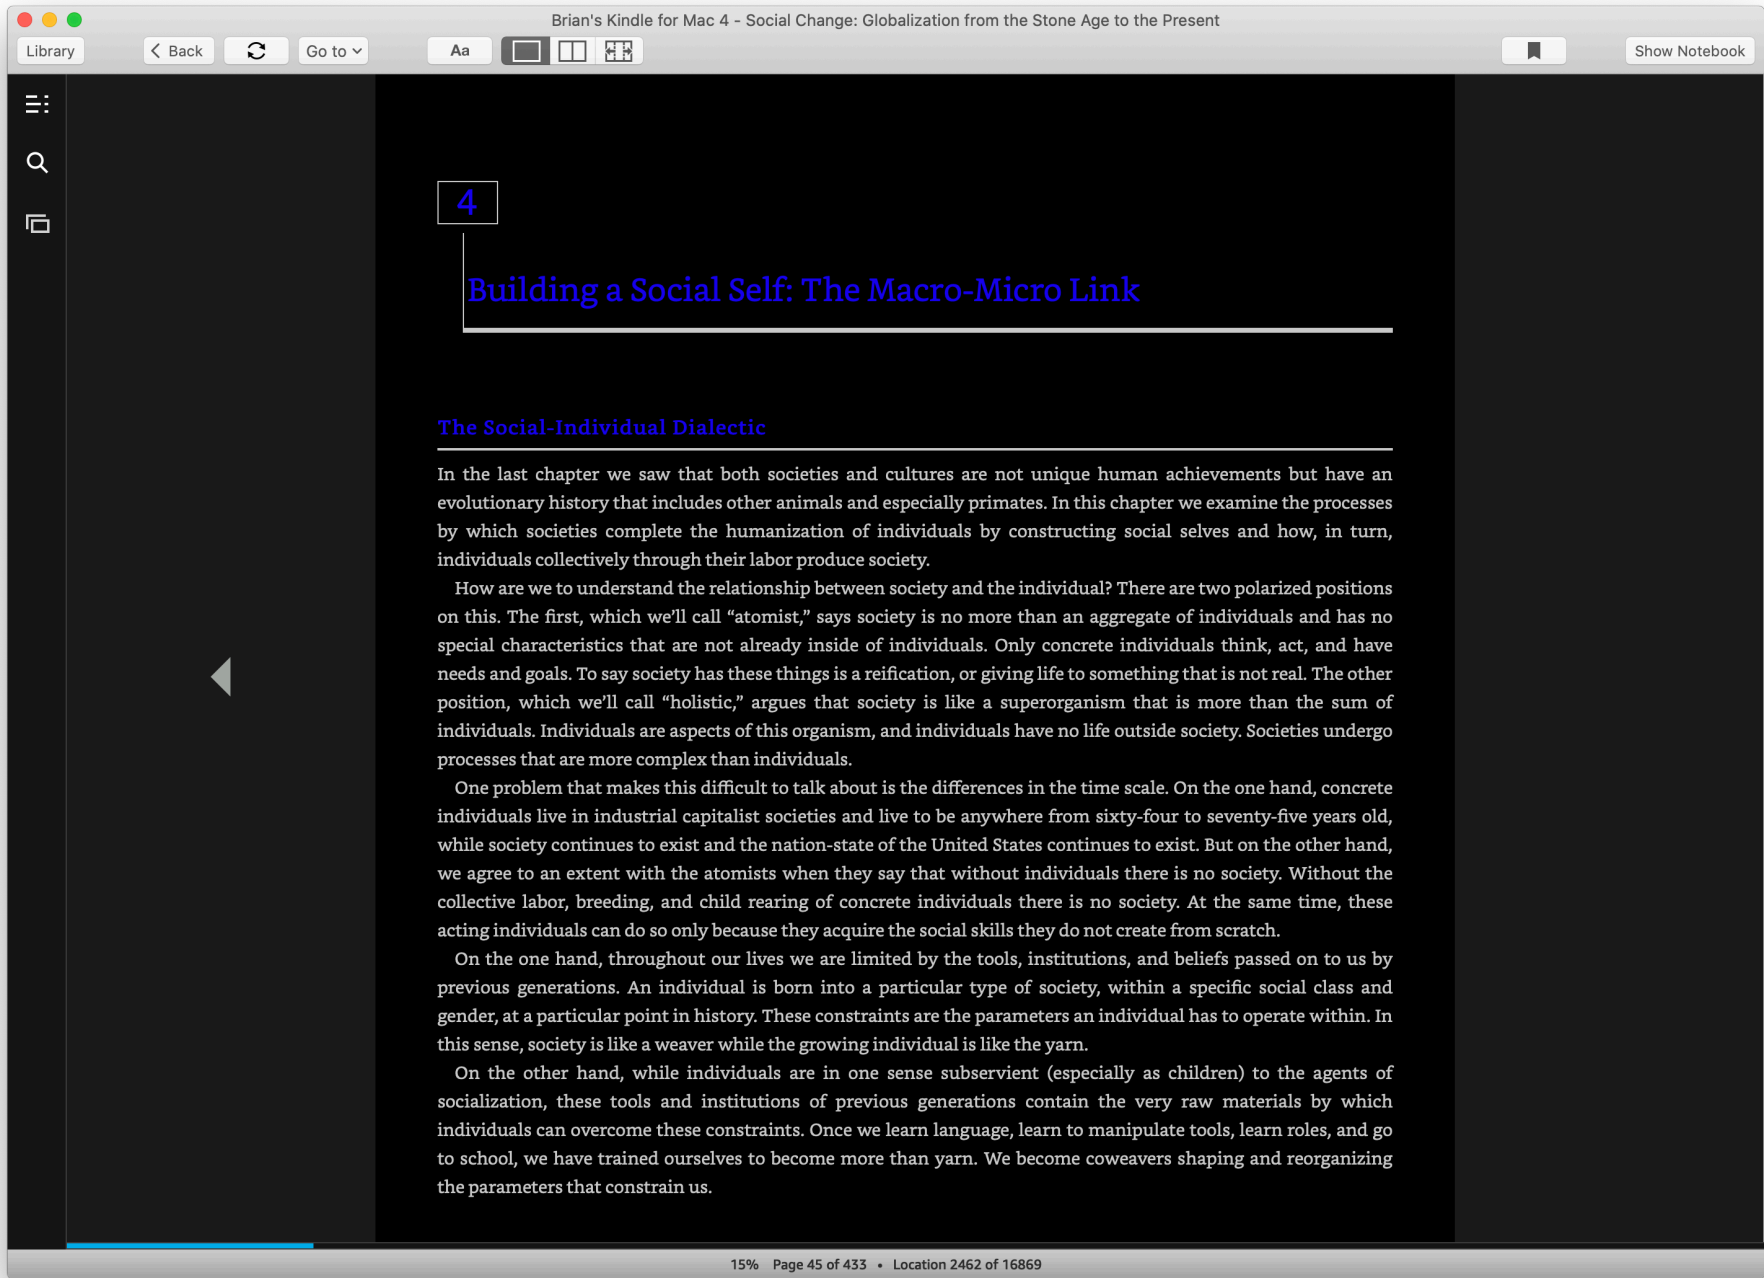 Brian's Kindle for Mac 4 - Social Change: Globalization from the Stone Age to the Present
Library
Back
Go to
Aa
Show Notebook
4
Building a Social Self: The Macro-Micro Link
The Social-Individual Dialectic
In the last chapter we saw that both societies and cultures are not unique human achievements but have an
evolutionary history that includes other animals and especially primates. In this chapter we examine the processes
by which societies complete the humanization of individuals by constructing social selves and how, in turn,
individuals collectively through their labor produce society.
How are we to understand the relationship between society and the individual? There are two polarized positions
on this. The first, which we’ll call “atomist,” says society is no more than an aggregate of individuals and has no
special characteristics that are not already inside of individuals. Only concrete individuals think, act, and have
needs and goals. To say society has these things is a reification, or giving life to something that is not real. The other
position, which we’ll call “holistic,” argues that society is like a superorganism that is more than the sum of
individuals. Individuals are aspects of this organism, and individuals have no life outside society. Societies undergo
processes that are more complex than individuals.
One problem that makes this difficult to talk about is the differences in the time scale. On the one hand, concrete
individuals live in industrial capitalist societies and live to be anywhere from sixty-four to seventy-five years old,
while society continues to exist and the nation-state of the United States continues to exist. But on the other hand,
we agree to an extent with the atomists when they say that without individuals there is no society. Without the
collective labor, breeding, and child rearing of concrete individuals there is no society. At the same time, these
acting individuals can do so only because they acquire the social skills they do not create from scratch.
On the one hand, throughout our lives we are limited by the tools, institutions, and beliefs passed on to us by
previous generations. An individual is born into a particular type of society, within a specific social class and
gender, at a particular point in history. These constraints are the parameters an individual has to operate within. In
this sense, society is like a weaver while the growing individual is like the yarn.
On the other hand, while individuals are in one sense subservient (especially as children) to the agents of
socialization, these tools and institutions of previous generations contain the very raw materials by which
individuals can overcome these constraints. Once we learn language, learn to manipulate tools, learn roles, and go
to school, we have trained ourselves to become more than yarn. We become coweavers shaping and reorganizing
the parameters that constrain us.
15% Page 45 of 433 • Location 2462 of 16869